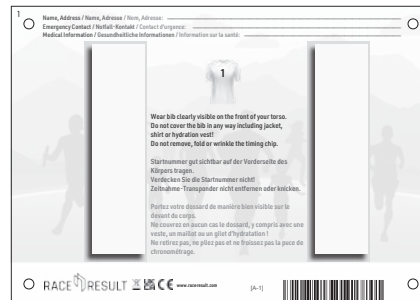 1
Name, Address / Name, Adresse / Nom, Adresse:
Emergency Contact / Notfall-Kontakt / Contact d'urgence:
Medical Information / Gesundheitliche Informationen / Information sur la santé:
1
Wear bib clearly visible on the front of your torso.
Do not cover the bib in any way including jacket,
shirt or hydration vest!
Do not remove, fold or wrinkle the timing chip.
Startnummer gut sichtbar auf der Vorderseite des
Körpers tragen.
Verdecken Sie die Startnummer nicht!
Zeitnahme-Transponder nicht entfernen oder knicken.
Portez votre dossard de manière bien visible sur le
devant du corps.
Ne couvrez en aucun cas le dossard, y compris avec une
veste, un maillot ou un gilet d'hydratation !
Ne retirez pas, ne pliez pas et ne froissez pas la puce de
chronométrage.
RACE RESULT UK CA CE www.raceresult.com [A-1]